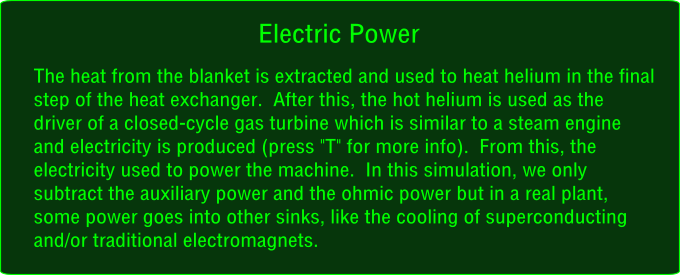 Electric Power
The heat from the blanket is extracted and used to heat helium in the final
step of the heat exchanger.  After this, the hot helium is used as the
driver of a closed-cycle gas turbine which is similar to a steam engine
and electricity is produced (press "T" for more info).  From this, the
electricity used to power the machine.  In this simulation, we only
subtract the auxiliary power and the ohmic power but in a real plant,
some power goes into other sinks, like the cooling of superconducting
and/or traditional electromagnets.